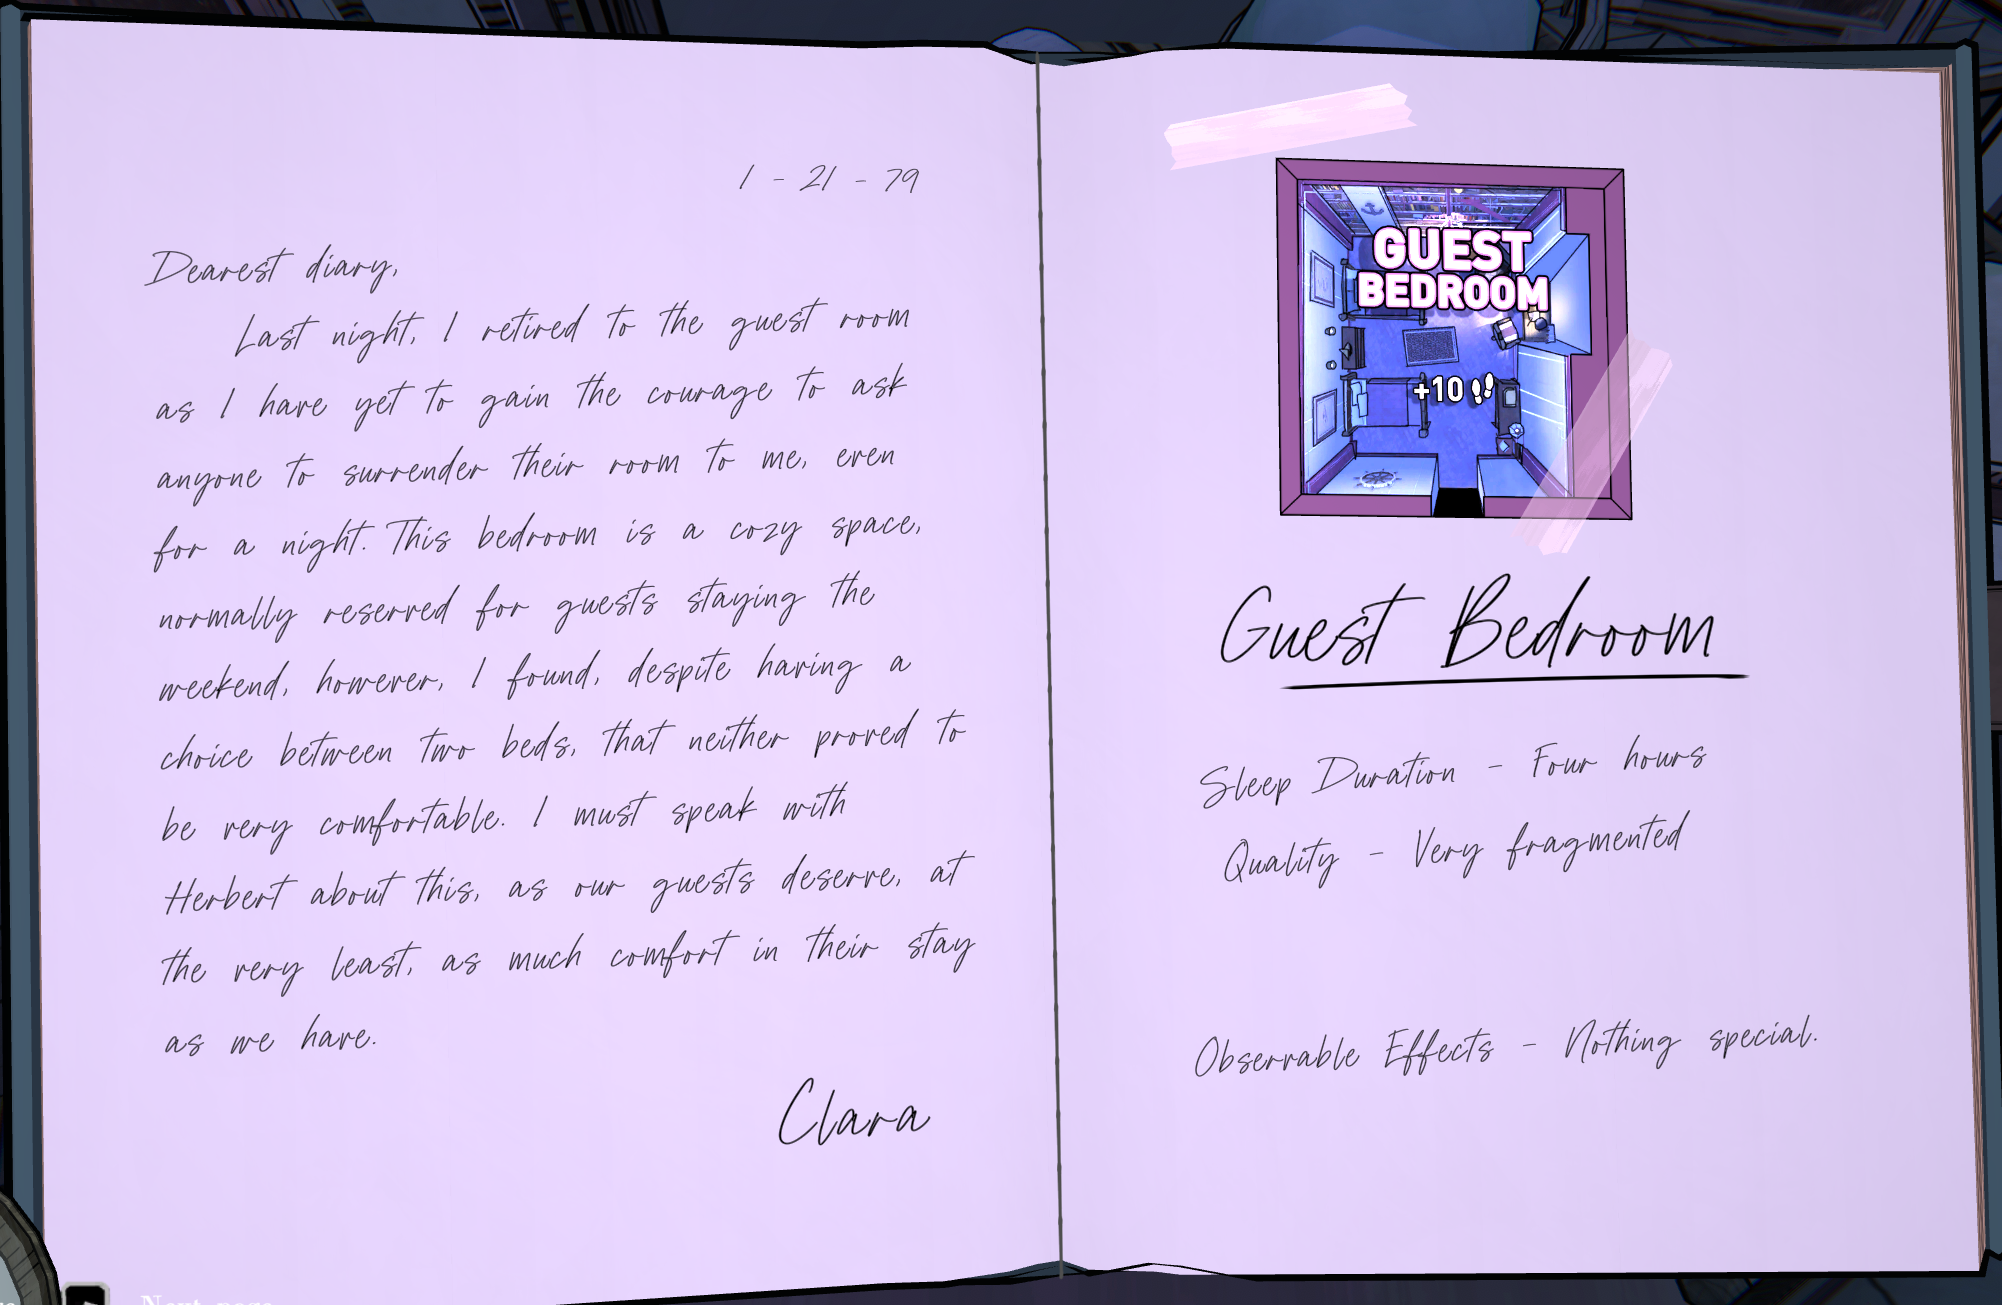 1 - 21 - 79
Dearest diary,
Last night, I retired to the guest room
as I have yet to gain the courage to ask
anyone to surrender their room to me, even
for a night. This bedroom is a cozy space,
normally reserved for guests staying the
weekend, however, I found, despite having a
choice between two beds, that neither proved to
be very comfortable. I must speak with
Herbert about this, as our guests deserve, at
the very least, as much comfort in their stay
as we have.
Clara
GUEST
BEDROOM
+10
Guest Bedroom
Sleep Duration - Four hours
Quality - Very fragmented
Observable Effects - Nothing special.
Next page